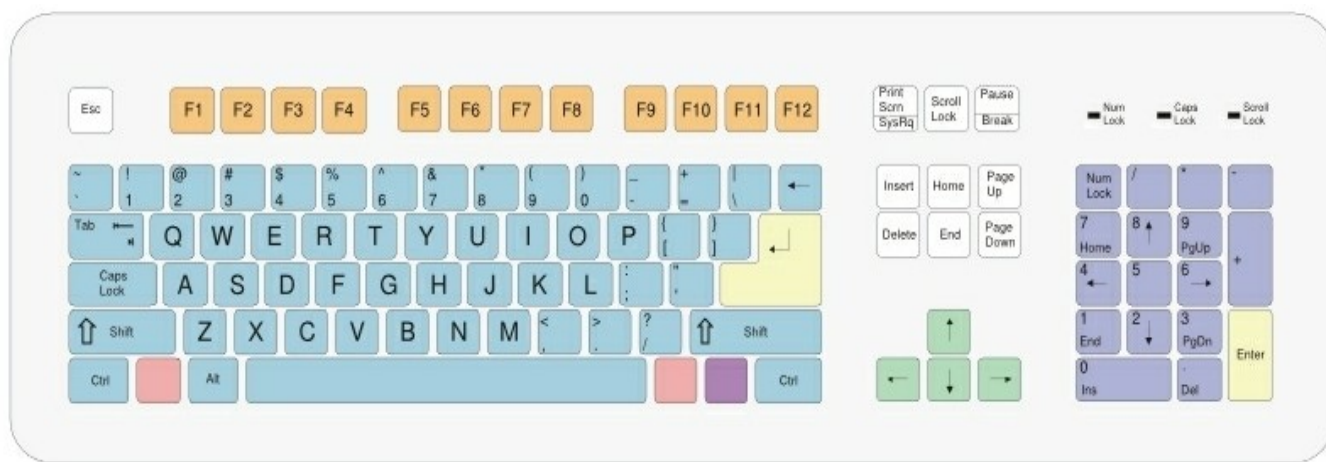 Esc F1 F2 F3 F4 F5 F6 F7 F8 F9 F10 F11 F12 Print Scrn SysRq Scroll Lock Pause Break Num Lock Caps Lock Scroll Lock
~ ` ! 1 @ 2 # 3 $ 4 % 5 ^ 6 & 7 * 8 ( 9 ) 0 _ - + = | \ ← Insert Home Page Up Num Lock / * -
Tab Q W E R T Y U I O P { [ } ] Delete End Page Down 7 Home 8 ↑ 9 PgUp +
Caps Lock A S D F G H J K L : ; " ' 4 ← 5 6 →
⇧ Shift Z X C V B N M < , > . ? / ⇧ Shift ↑ 1 End 2 ↓ 3 PgDn Enter
Ctrl Alt Ctrl ← ↓ → 0 Ins . Del